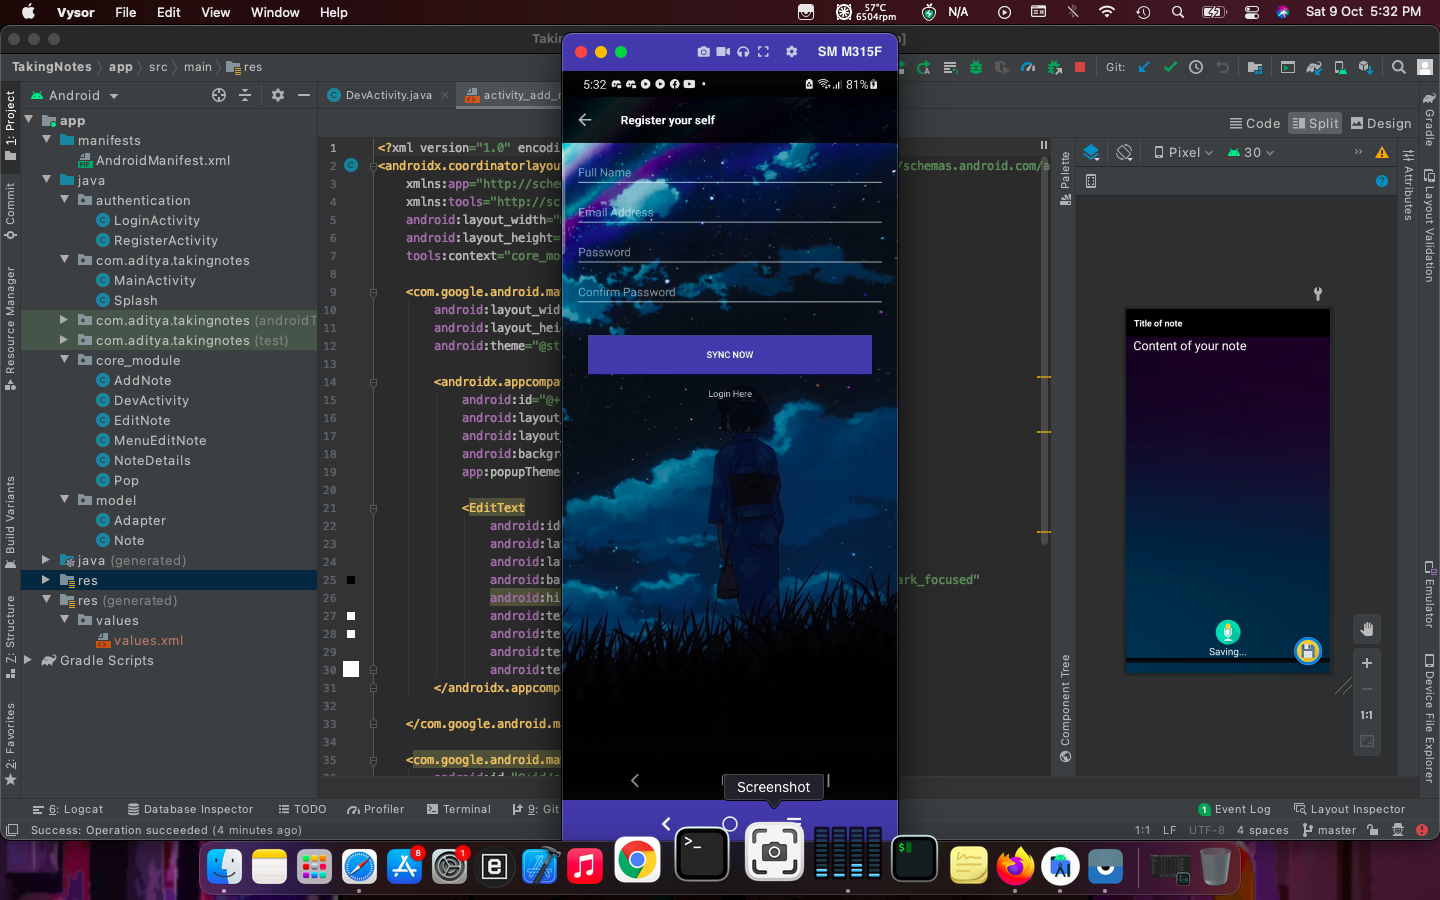 Vysor File Edit View Window Help
57°C
6504rpm
N/A
Sat 9 Oct 5:32 PM
Takin
SM M315F
TakingNotes app src main res
Git:
1: Project
Commit
Resource Manager
Build Variants
Z: Structure
2: Favorites
Android
app
manifests
AndroidManifest.xml
java
authentication
LoginActivity
RegisterActivity
com.aditya.takingnotes
MainActivity
Splash
com.aditya.takingnotes (androidT
com.aditya.takingnotes (test)
core_module
AddNote
DevActivity
EditNote
MenuEditNote
NoteDetails
Pop
model
Adapter
Note
java (generated)
res
res (generated)
values
values.xml
Gradle Scripts
DevActivity.java
activity_add_n
Code Split Design
1 <?xml version="1.0" encodi
2 <androidx.coordinatorlayou /schemas.android.com/a
3 xmlns:app="http://sche
4 xmlns:tools="http://sc
5 android:layout_width="
6 android:layout_height=
7 tools:context="core_mo
8
9 <com.google.android.ma
10 android:layout_wid
11 android:layout_hei
12 android:theme="@st
13
14 <androidx.appcompa
15 android:id="@+
16 android:layout_
17 android:layout_
18 android:backgr
19 app:popupTheme
20
21 <EditText
22 android:id
23 android:la
24 android:la
25 android:ba ark_focused"
26 android:hi
27 android:te
28 android:te
29 android:te
30 android:te
31 </androidx.appcompa
32
33 </com.google.android.ma
34
35 <com.google.android.ma
5:32
81%
Register your self
Full Name
Email Address
Password
Confirm Password
SYNC NOW
Login Here
Screenshot
Palette
Component Tree
Pixel
30
Title of note
Content of your note
Saving...
1:1
Attributes
Gradle
Layout Validation
Emulator
Device File Explorer
6: Logcat Database Inspector TODO Profiler Terminal 9: Git
1 Event Log Layout Inspector
Success: Operation succeeded (4 minutes ago)
1:1 LF UTF-8 4 spaces master
8
1
>_
$